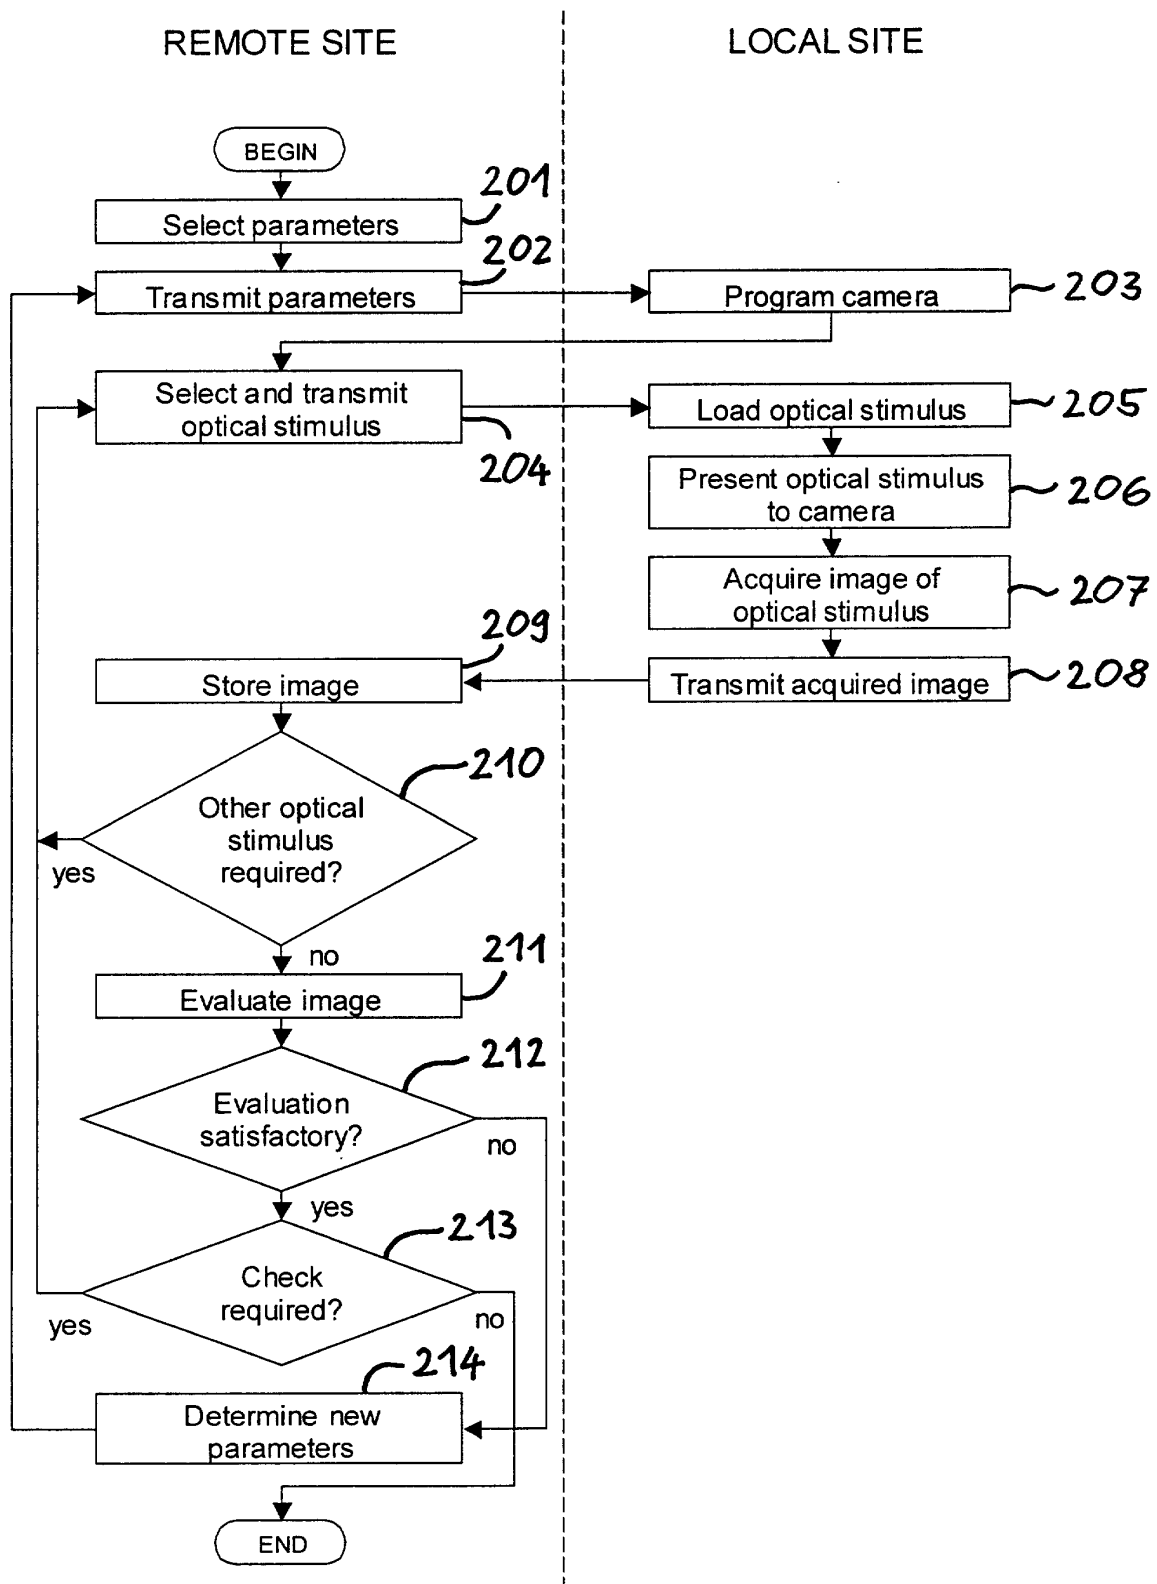 REMOTE SITE
LOCAL SITE
BEGIN
201
Select parameters
202
Transmit parameters
Program camera
203
Select and transmit
optical stimulus
204
Load optical stimulus
205
Present optical stimulus
to camera
206
Acquire image of
optical stimulus
207
209
Store image
Transmit acquired image
208
210
Other optical
stimulus
required?
yes
no
211
Evaluate image
212
Evaluation
satisfactory?
no
yes
213
Check
required?
yes
no
214
Determine new
parameters
END